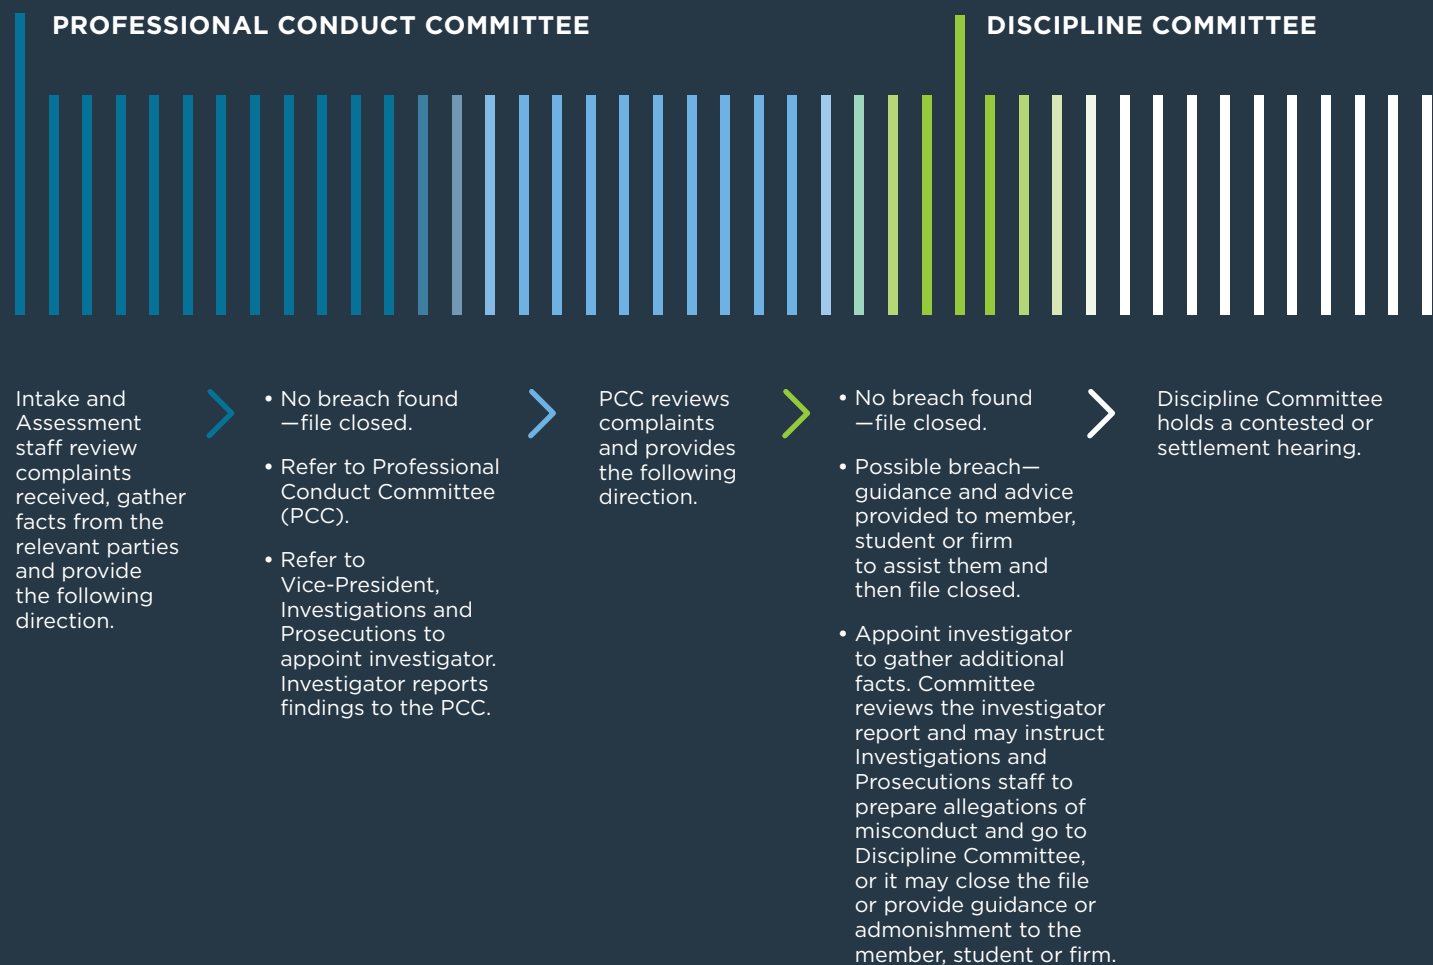 PROFESSIONAL CONDUCT COMMITTEE
DISCIPLINE COMMITTEE
Intake and
Assessment
staff review
complaints
received, gather
facts from the
relevant parties
and provide
the following
direction.
• No breach found
—file closed.
• Refer to Professional
Conduct Committee
(PCC).
• Refer to
Vice-President,
Investigations and
Prosecutions to
appoint investigator.
Investigator reports
findings to the PCC.
PCC reviews
complaints
and provides
the following
direction.
• No breach found
—file closed.
• Possible breach—
guidance and advice
provided to member,
student or firm
to assist them and
then file closed.
• Appoint investigator
to gather additional
facts. Committee
reviews the investigator
report and may instruct
Investigations and
Prosecutions staff to
prepare allegations of
misconduct and go to
Discipline Committee,
or it may close the file
or provide guidance or
admonishment to the
member, student or firm.
Discipline Committee
holds a contested or
settlement hearing.